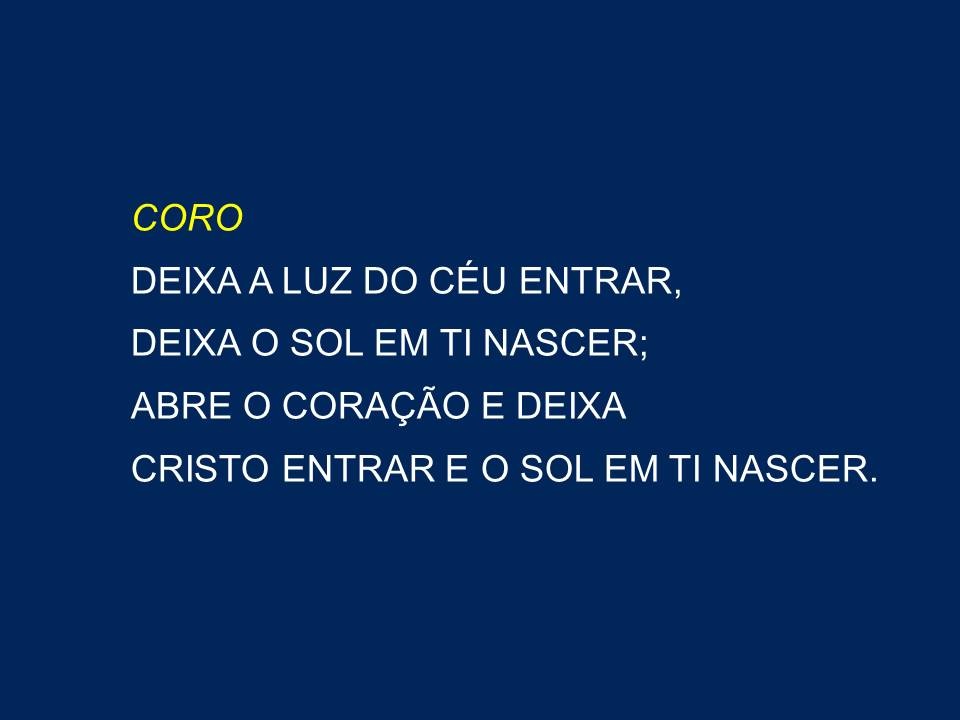 CORO
DEIXA A LUZ DO CÉU ENTRAR,
DEIXA O SOL EM TI NASCER;
ABRE O CORAÇÃO E DEIXA
CRISTO ENTRAR E O SOL EM TI NASCER.